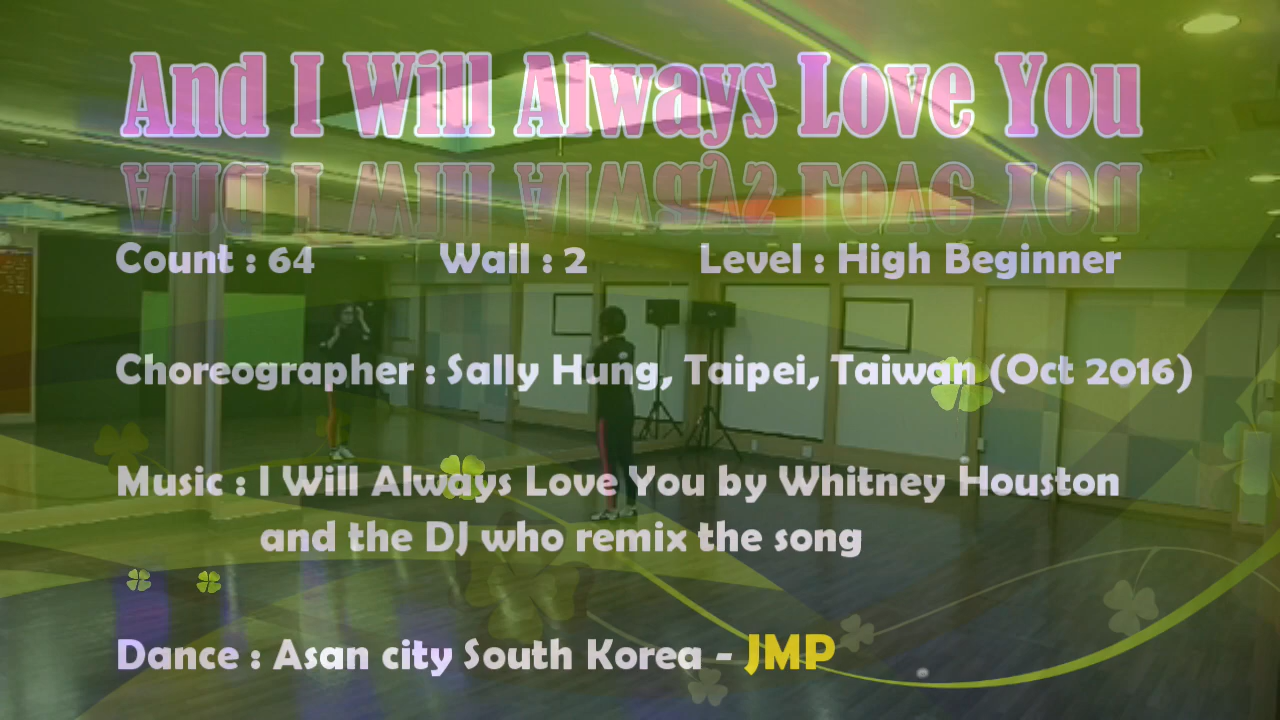 And I Will Always Love You
Count : 64 Wall : 2 Level : High Beginner
Choreographer : Sally Hung, Taipei, Taiwan (Oct 2016)
Music : I Will Always Love You by Whitney Houston
and the DJ who remix the song
Dance : Asan city South Korea - JMP